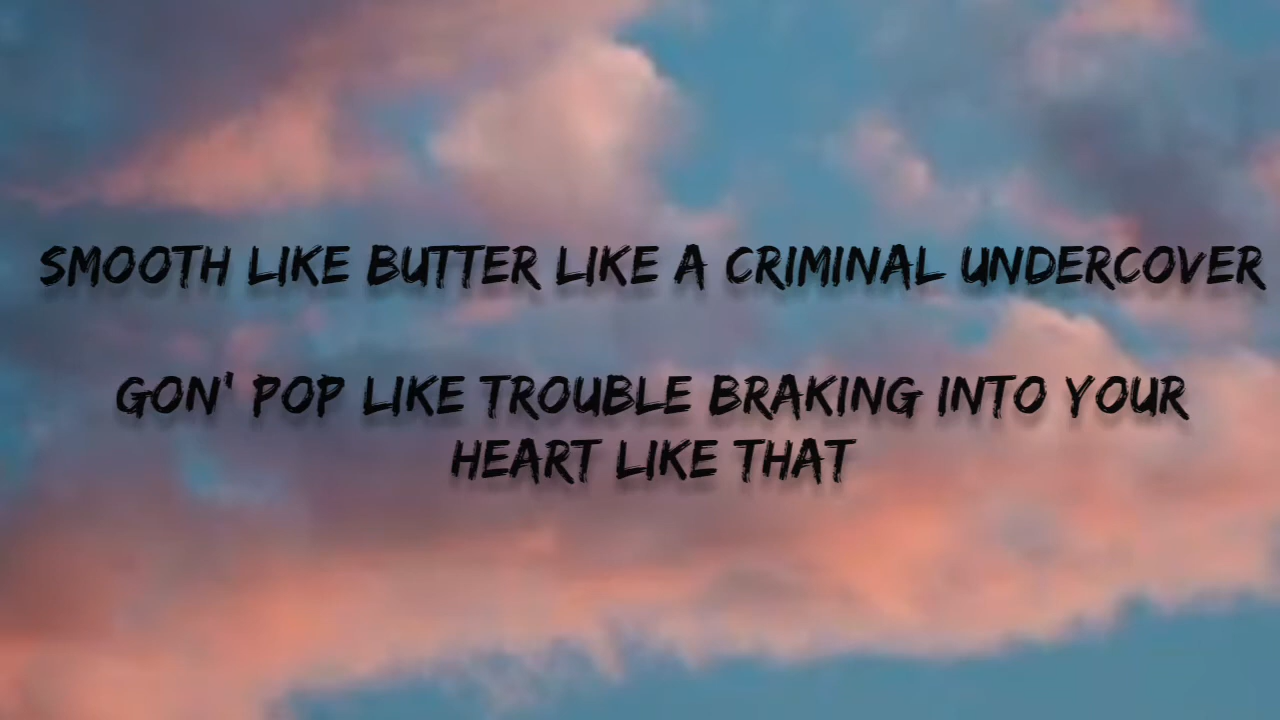 SMOOTH LIKE BUTTER LIKE A CRIMINAL UNDERCOVER
GON' POP LIKE TROUBLE BRAKING INTO YOUR
HEART LIKE THAT